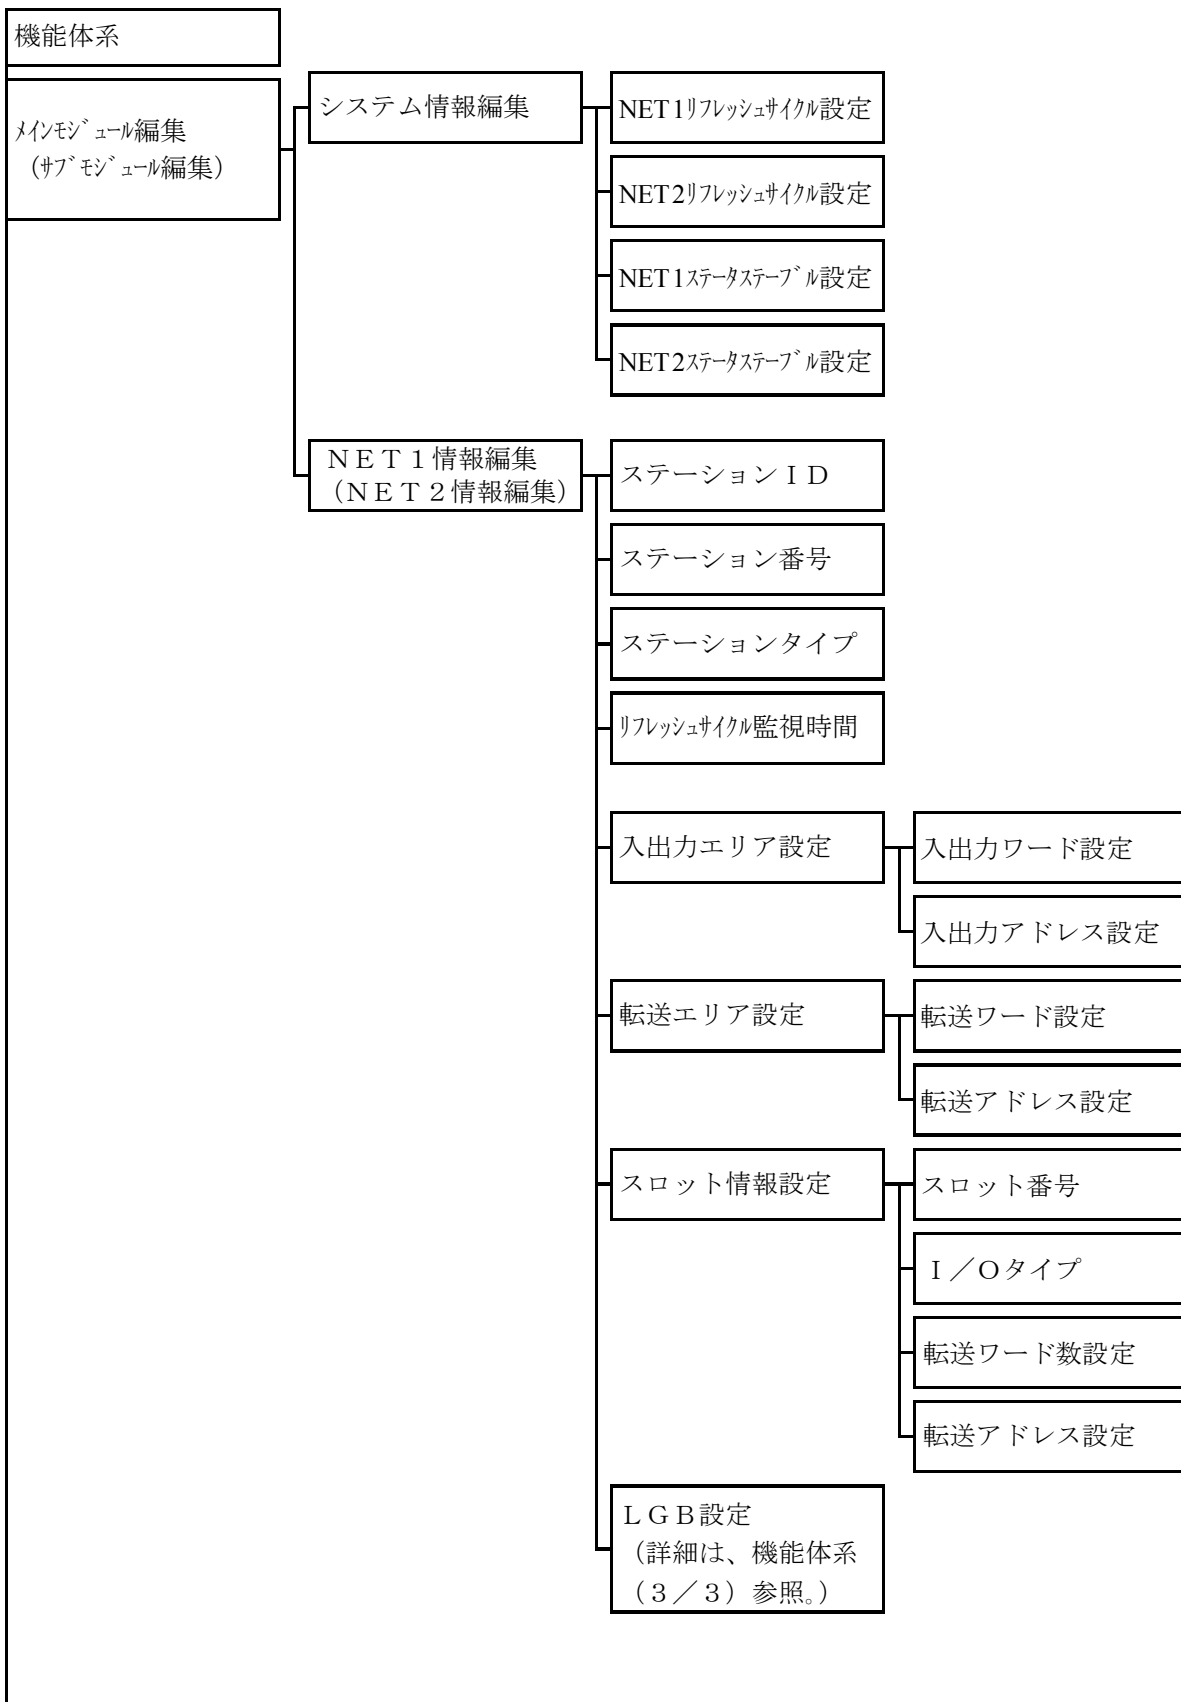 機能体系
ﾒｲﾝﾓｼﾞｭｰﾙ編集
（ｻﾌﾞﾓｼﾞｭｰﾙ編集）
システム情報編集
NET1ﾘﾌﾚｯｼｭｻｲｸﾙ設定
NET2ﾘﾌﾚｯｼｭｻｲｸﾙ設定
NET1ｽﾃｰﾀｽﾃｰﾌﾞﾙ設定
NET2ｽﾃｰﾀｽﾃｰﾌﾞﾙ設定
ＮＥＴ１情報編集
（ＮＥＴ２情報編集）
ステーションＩＤ
ステーション番号
ステーションタイプ
ﾘﾌﾚｯｼｭｻｲｸﾙ監視時間
入出力エリア設定
入出力ワード設定
入出力アドレス設定
転送エリア設定
転送ワード設定
転送アドレス設定
スロット情報設定
スロット番号
Ｉ／Ｏタイプ
転送ワード数設定
転送アドレス設定
ＬＧＢ設定
（詳細は、機能体系
（３／３）参照。）